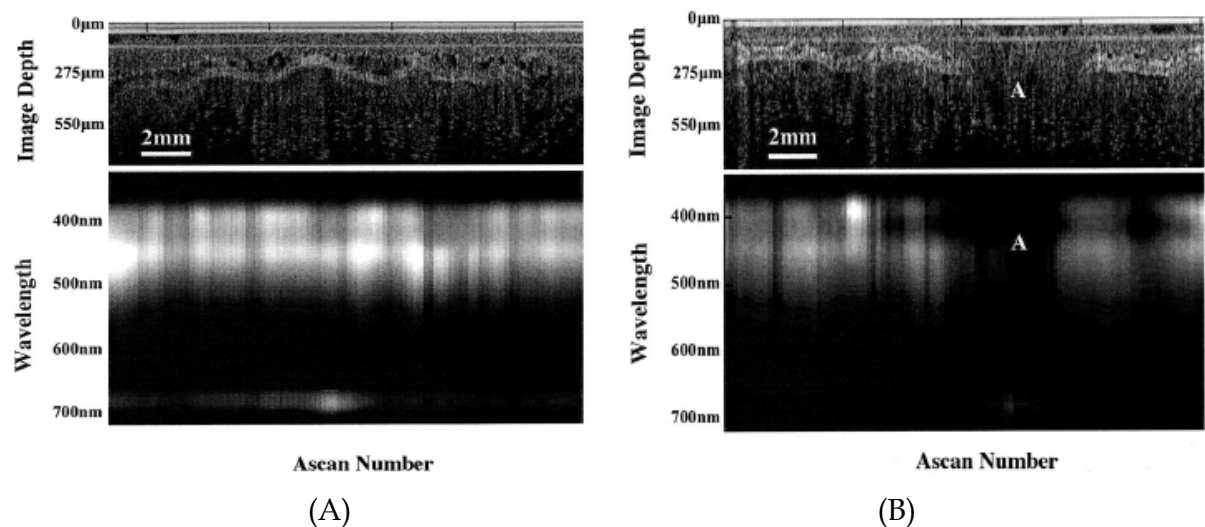 0µm
275µm
550µm
Image Depth
2mm
400nm
500nm
600nm
700nm
Wavelength
Ascan Number
(A)
0µm
275µm
550µm
Image Depth
2mm
A
400nm
500nm
600nm
700nm
Wavelength
A
Ascan Number
(B)